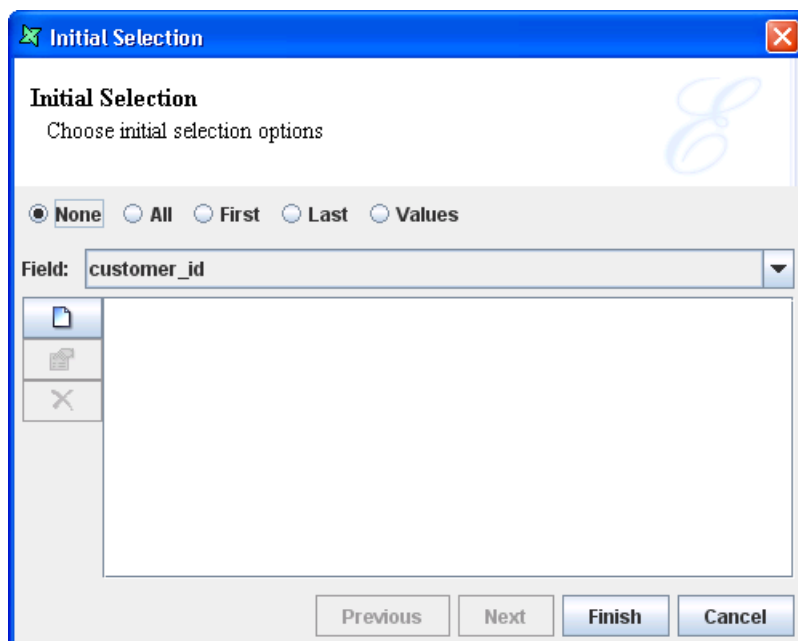 Initial Selection
Initial Selection
Choose initial selection options
None All First Last Values
Field: customer_id
Previous Next Finish Cancel